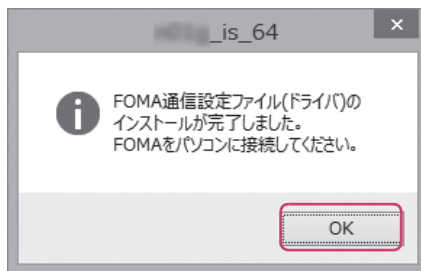 _is_64
FOMA通信設定ファイル(ドライバ)の
インストールが完了しました。
FOMAをパソコンに接続してください。
OK